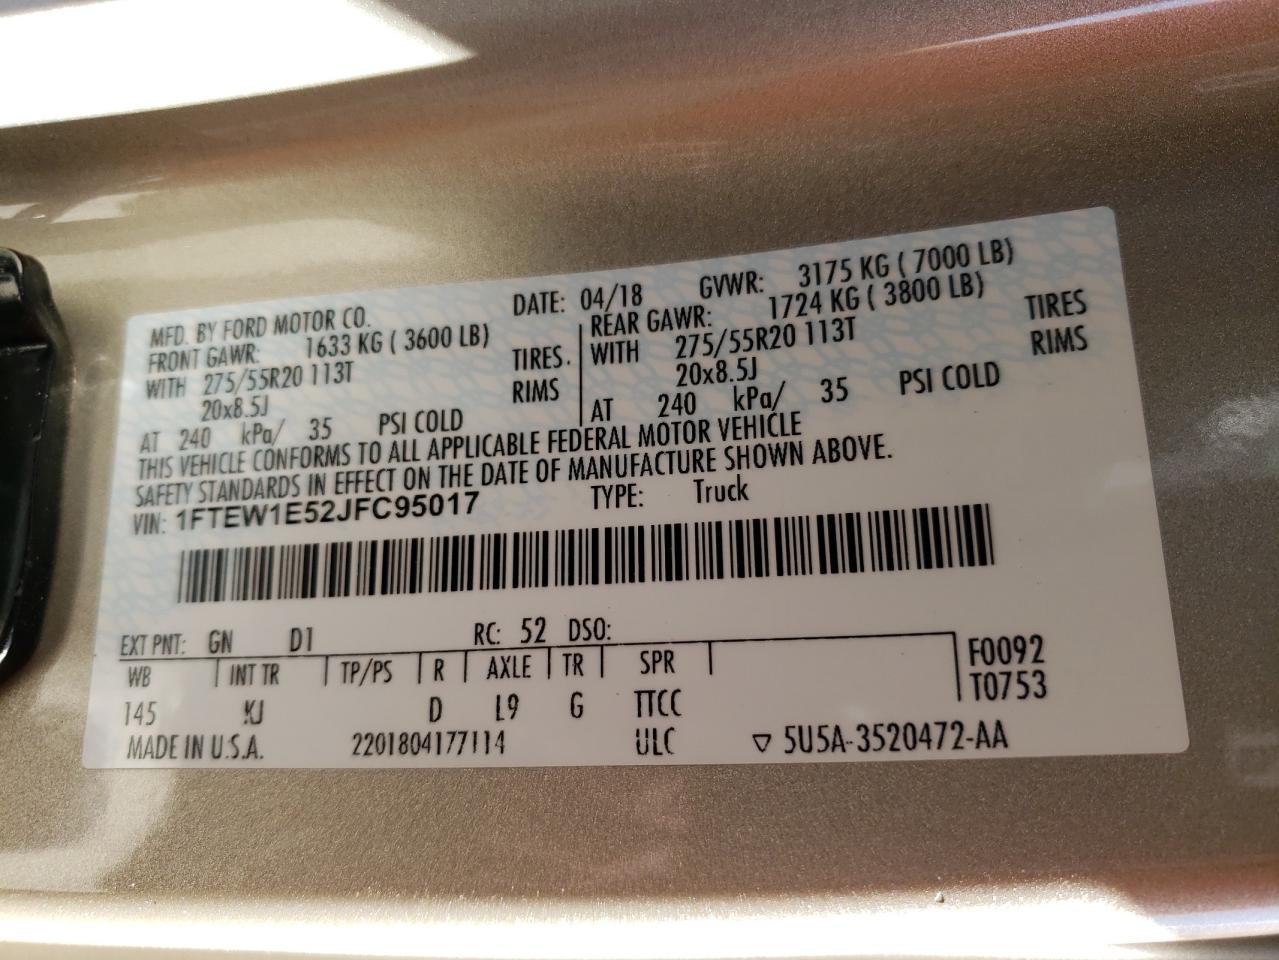 MFD. BY FORD MOTOR CO. DATE: 04/18 GVWR: 3175 KG ( 7000 LB)
FRONT GAWR: 1633 KG ( 3600 LB) REAR GAWR: 1724 KG ( 3800 LB)
WITH 275/55R20 113T TIRES. WITH 275/55R20 113T TIRES
20x8.5J RIMS 20x8.5J RIMS
AT 240 kPa/ 35 PSI COLD AT 240 kPa/ 35 PSI COLD
THIS VEHICLE CONFORMS TO ALL APPLICABLE FEDERAL MOTOR VEHICLE
SAFETY STANDARDS IN EFFECT ON THE DATE OF MANUFACTURE SHOWN ABOVE.
VIN: 1FTEW1E52JFC95017 TYPE: Truck
EXT PNT: GN D1 RC: 52 DSO:
WB INT TR TP/PS R AXLE TR SPR F0092
145 KJ D L9 G TTCC T0753
MADE IN U.S.A. 2201804177114 ULC ▽ 5U5A-3520472-AA